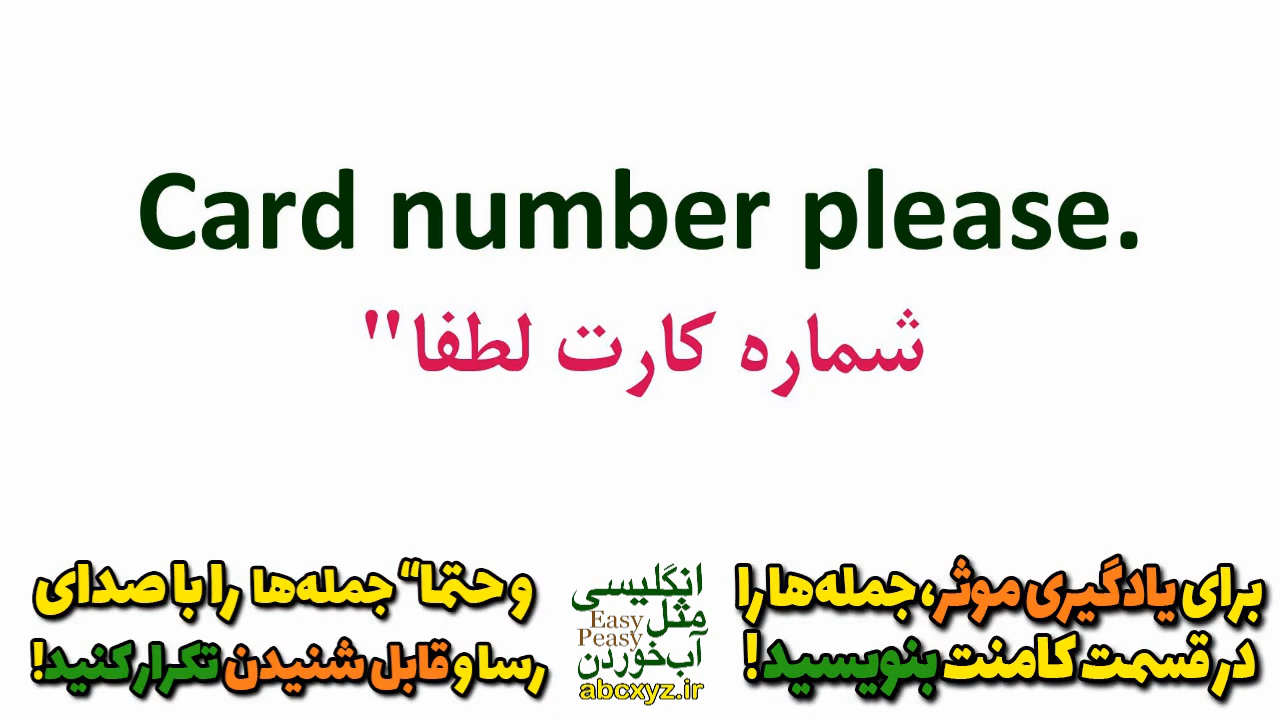 Card number please.
شماره کارت لطفا"
برای یادگیری موثر، جمله‌ها را
در قسمت کامنت بنویسید!
انگلیسی
مثل
Easy
Peasy
آب خوردن
abcxyz.ir
و حتما“ جمله‌ها را با صدای
رسا و قابل شنیدن تکرار کنید!